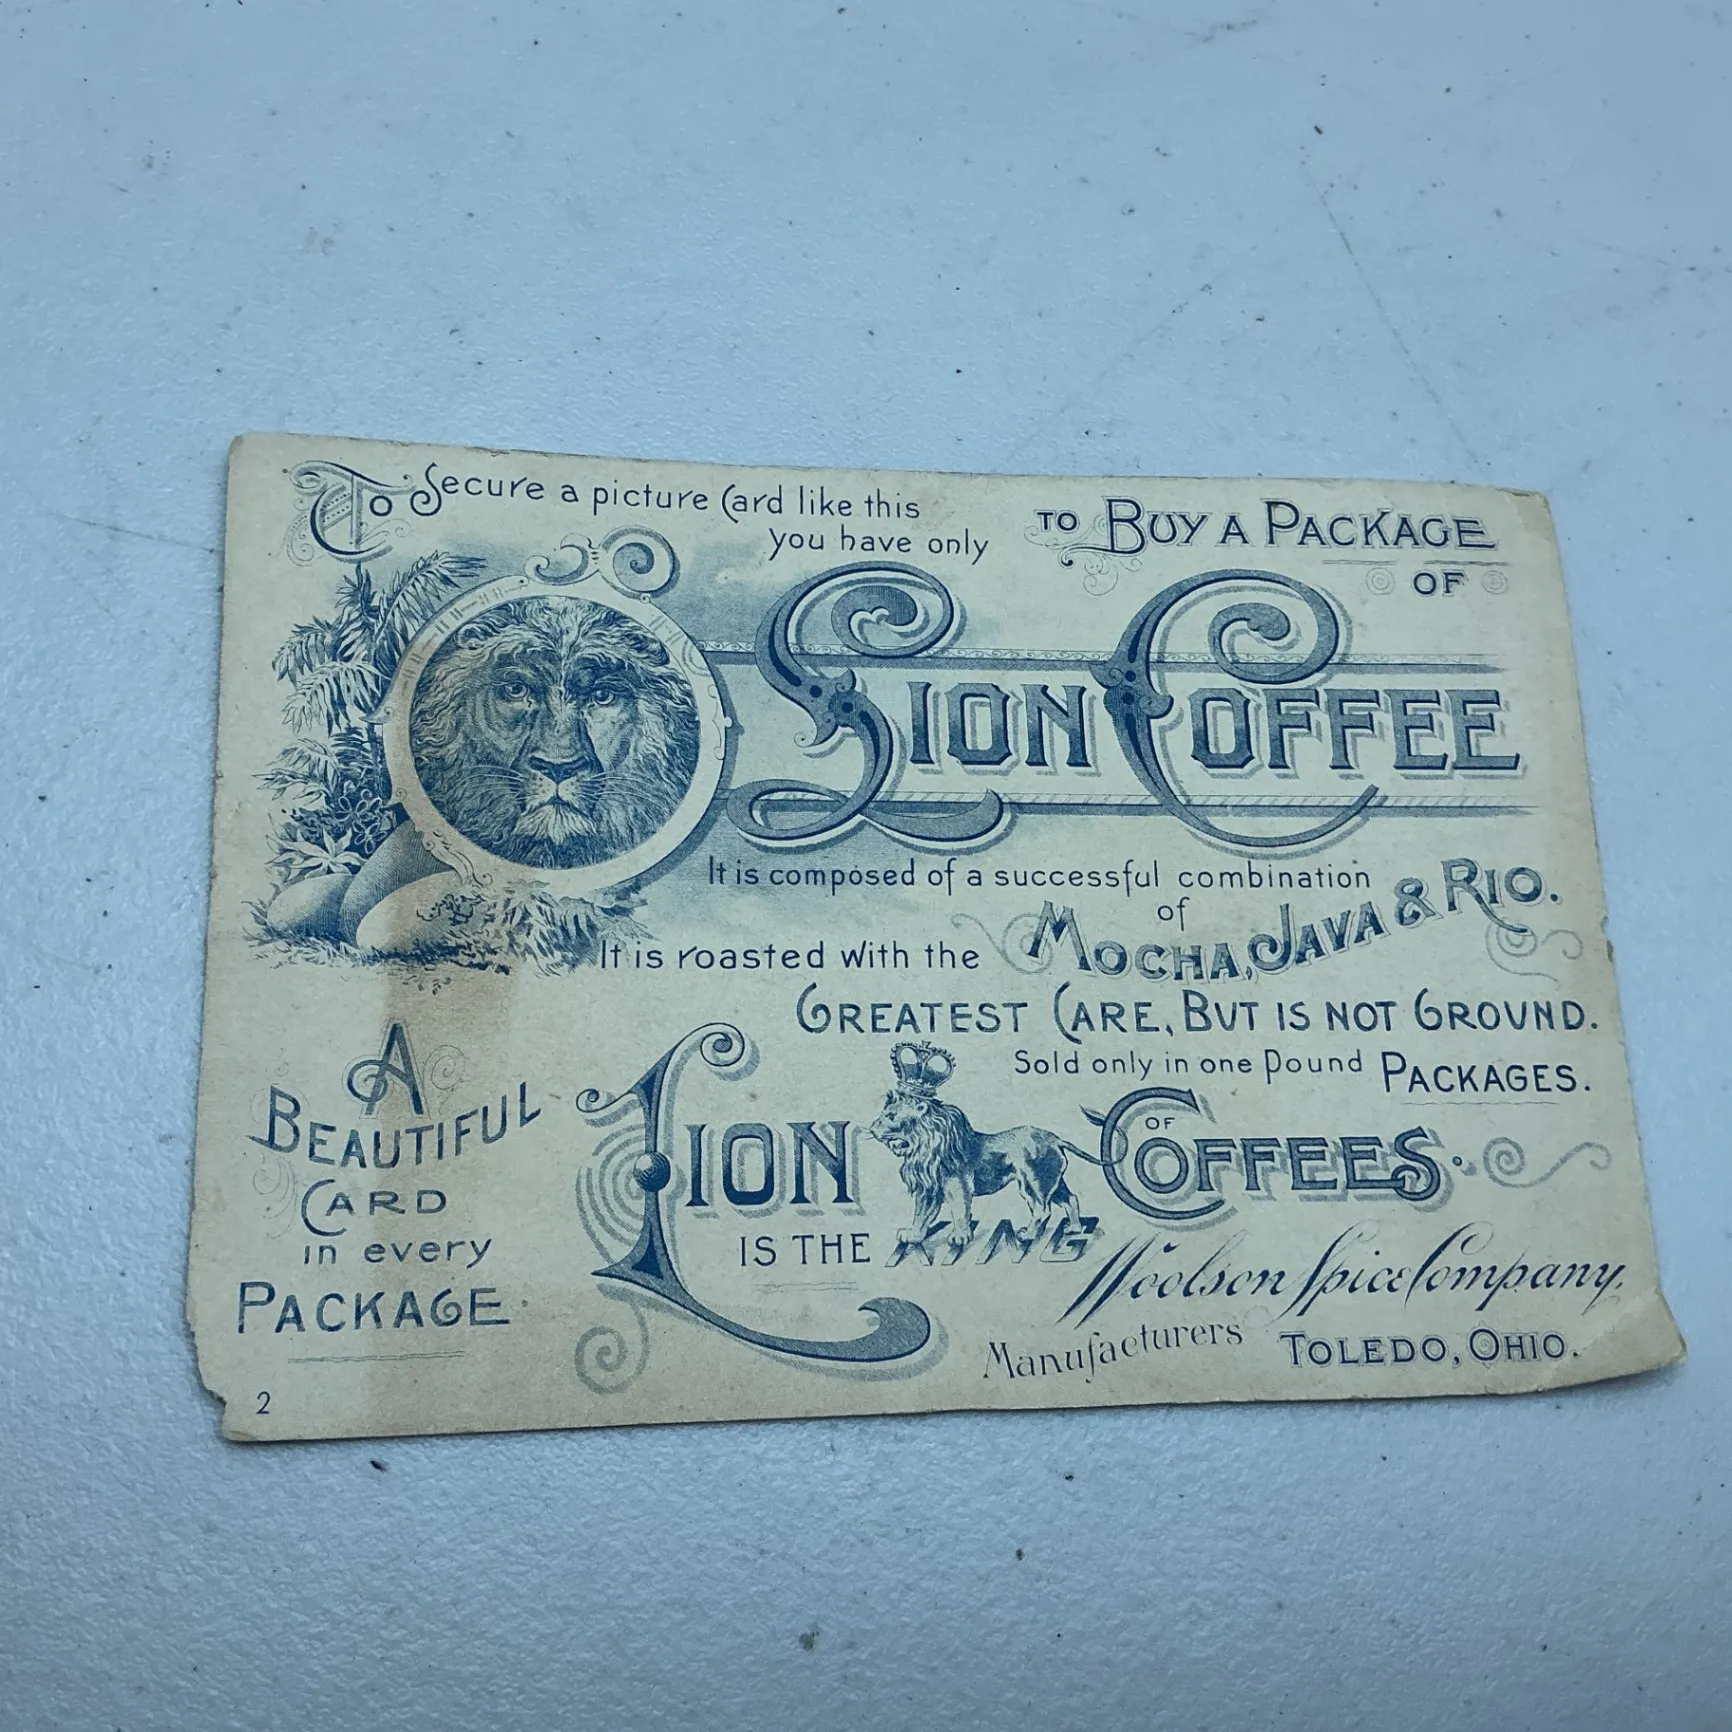 To Secure a picture Card like this
you have only
TO BUY A PACKAGE
OF
LION COFFEE
It is composed of a successful combination
of
MOCHA, JAVA & RIO.
It is roasted with the
GREATEST CARE, BUT IS NOT GROUND.
Sold only in one Pound PACKAGES.
A
BEAUTIFUL
CARD
in every
PACKAGE.
LION
IS THE KING
OF
COFFEES.
Woolson Spice Company,
Manufacturers TOLEDO, OHIO.
2